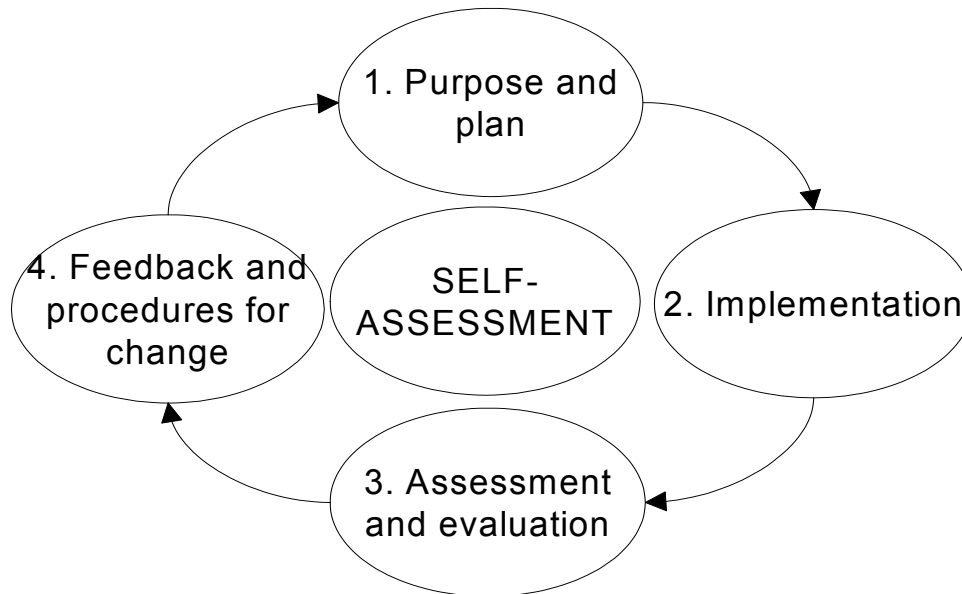 1. Purpose and
plan
2. Implementation
3. Assessment
and evaluation
4. Feedback and
procedures for
change
SELF-
ASSESSMENT